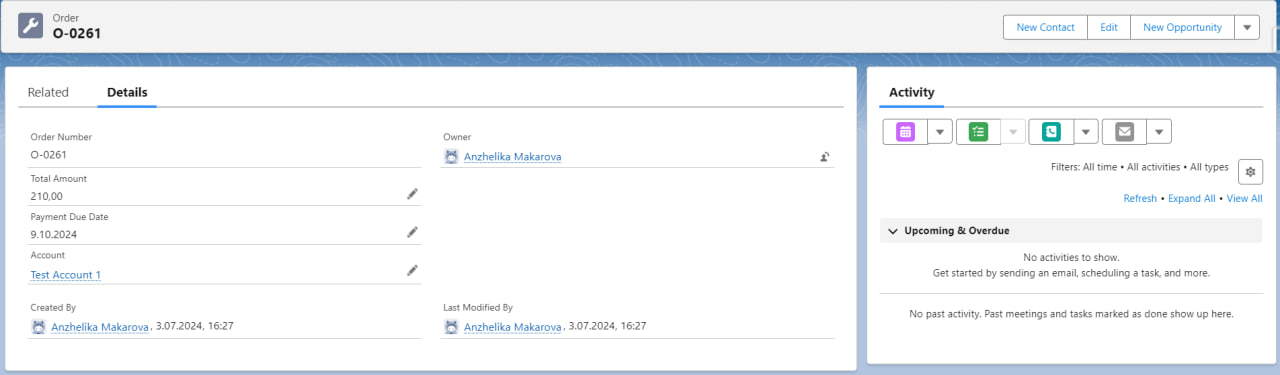 Order
O-0261
New Contact
Edit
New Opportunity
Related
Details
Order Number
O-0261
Owner
Anzhelika Makarova
Total Amount
210,00
Payment Due Date
9.10.2024
Account
Test Account 1
Created By
Anzhelika Makarova, 3.07.2024, 16:27
Last Modified By
Anzhelika Makarova, 3.07.2024, 16:27
Activity
Filters: All time • All activities • All types
Refresh • Expand All • View All
Upcoming & Overdue
No activities to show.
Get started by sending an email, scheduling a task, and more.
No past activity. Past meetings and tasks marked as done show up here.